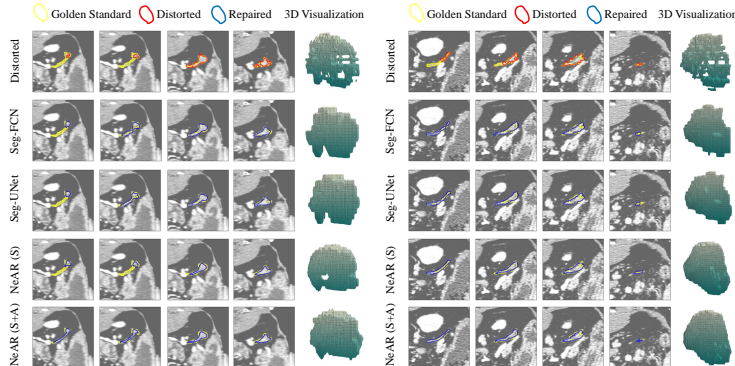 Golden Standard Distorted Repaired 3D Visualization
Distorted
Seg-FCN
Seg-UNet
NeAR (S)
NeAR (S+A)
Golden Standard Distorted Repaired 3D Visualization
Distorted
Seg-FCN
Seg-UNet
NeAR (S)
NeAR (S+A)